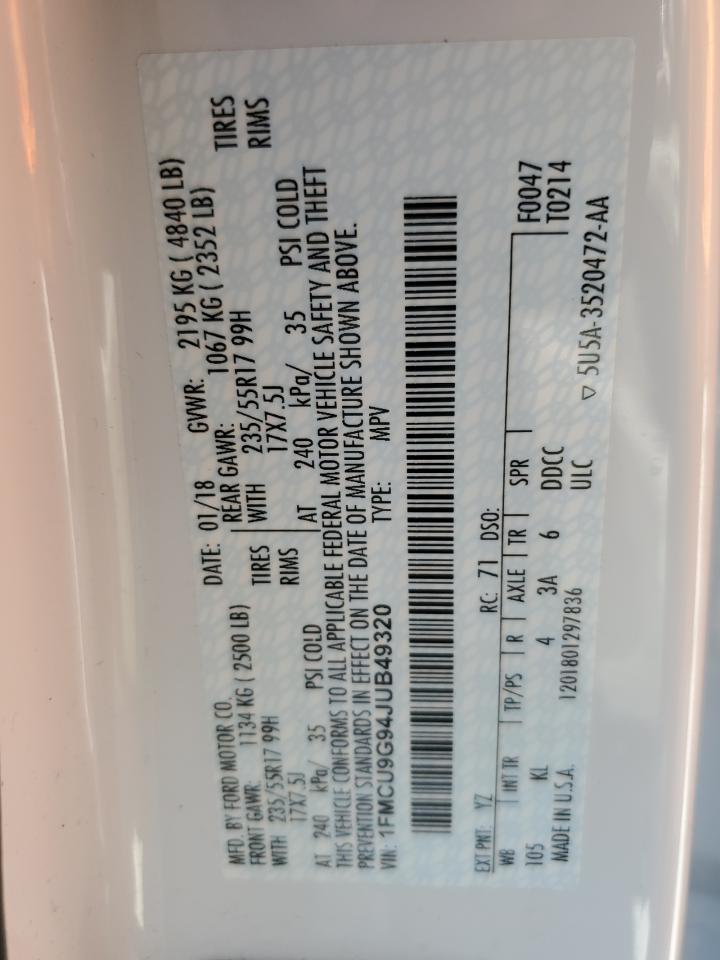 MFD. BY FORD MOTOR CO.
DATE: 01/18 GVWR: 2195 KG ( 4840 LB)
FRONT GAWR: 1134 KG ( 2500 LB)
REAR GAWR: 1067 KG ( 2352 LB)
WITH 235/55R17 99H TIRES
WITH 235/55R17 99H TIRES
17X7.5J RIMS
17X7.5J RIMS
AT 240 kPa/ 35 PSI COLD
AT 240 kPa/ 35 PSI COLD
THIS VEHICLE CONFORMS TO ALL APPLICABLE FEDERAL MOTOR VEHICLE SAFETY AND THEFT
PREVENTION STANDARDS IN EFFECT ON THE DATE OF MANUFACTURE SHOWN ABOVE.
VIN: 1FMCU9G94JUB49320 TYPE: MPV
EXT PNT: YZ RC: 71 DSO:
WB INT TR TP/PS R AXLE TR SPR F0047
105 KL 4 3A 6 DDCC T0214
MADE IN U.S.A. 1201801297836 ULC
▽ 5U5A-3520472-AA